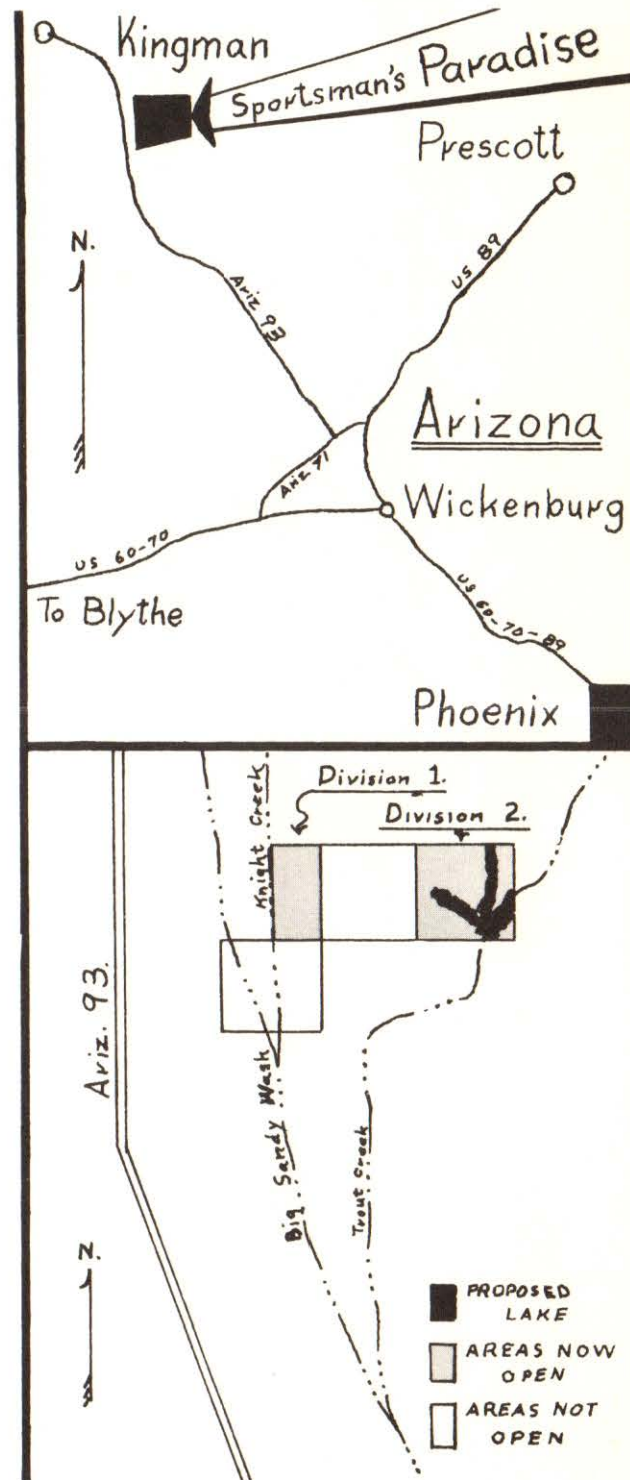 Kingman
Sportsman's Paradise
Prescott
N.
Ariz 93
US 89
Arizona
Ariz 71
Wickenburg
US 60-70
To Blythe
US 60-70-89
Phoenix
Division 1.
Division 2.
Knight Creek
Ariz. 93.
Big Sandy Wash
Trout Creek
N.
PROPOSED
LAKE
AREAS NOW
OPEN
AREAS NOT
OPEN